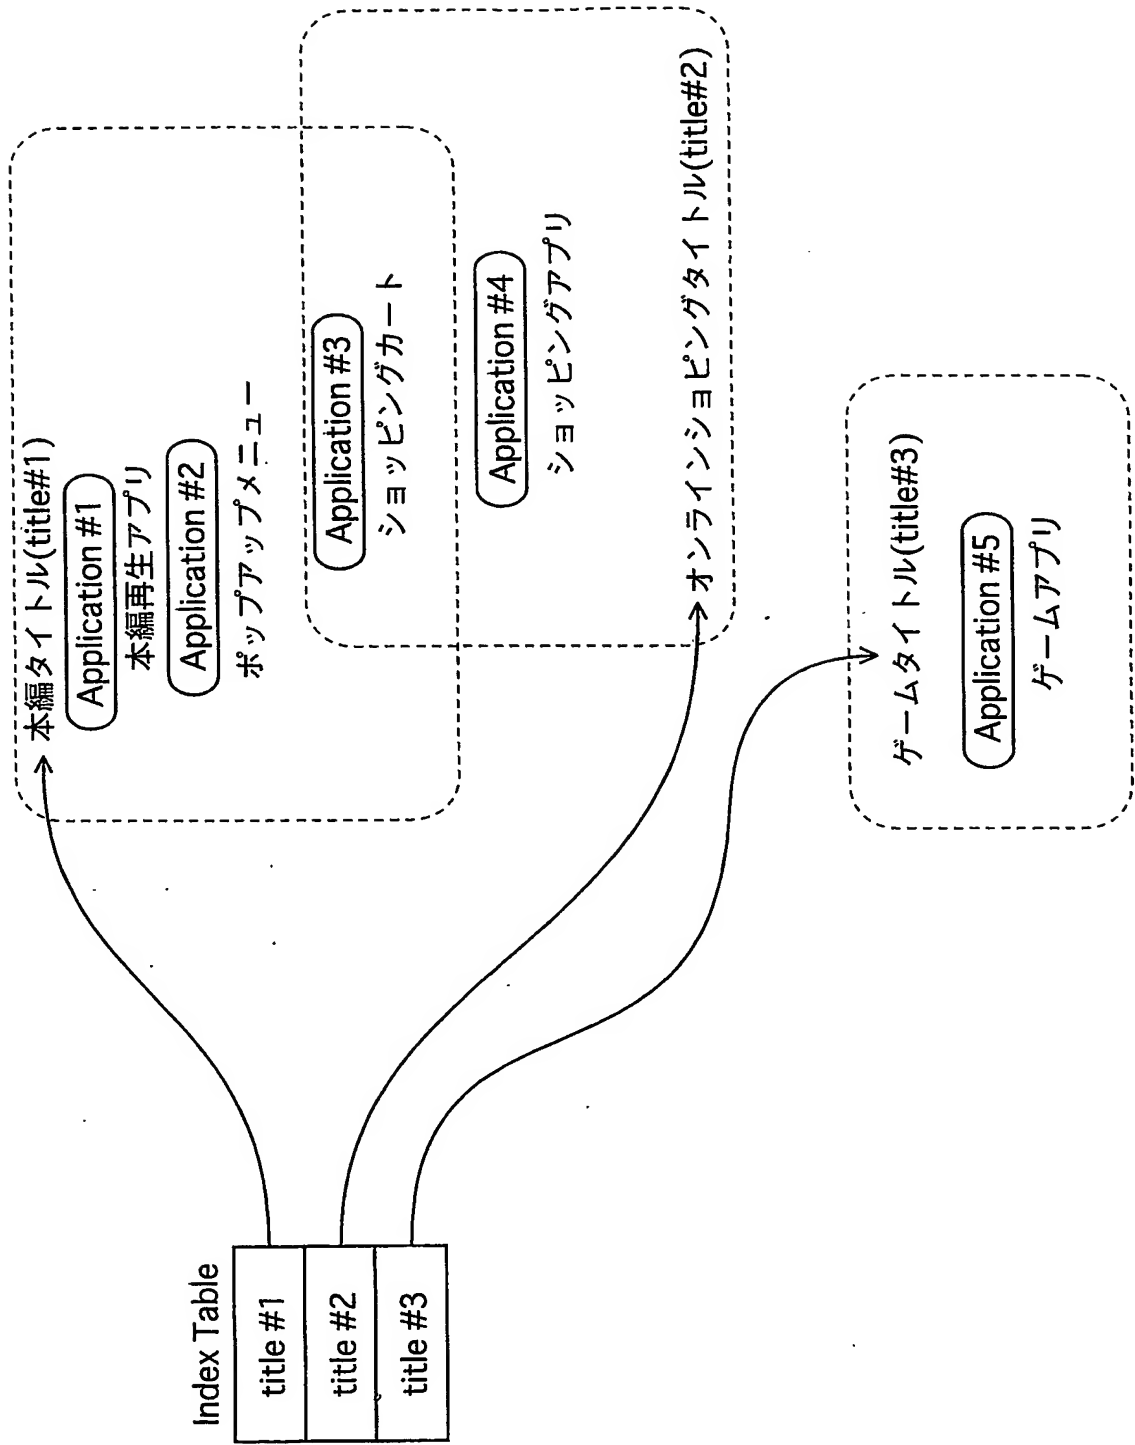 Index Table
title #1
title #2
title #3
本編タイトル(title#1)
Application #1
本編再生アプリ
Application #2
ポップアップメニュー
Application #3
ショッピングカート
Application #4
ショッピングアプリ
オンラインショピングタイトル(title#2)
ゲームタイトル(title#3)
Application #5
ゲームアプリ